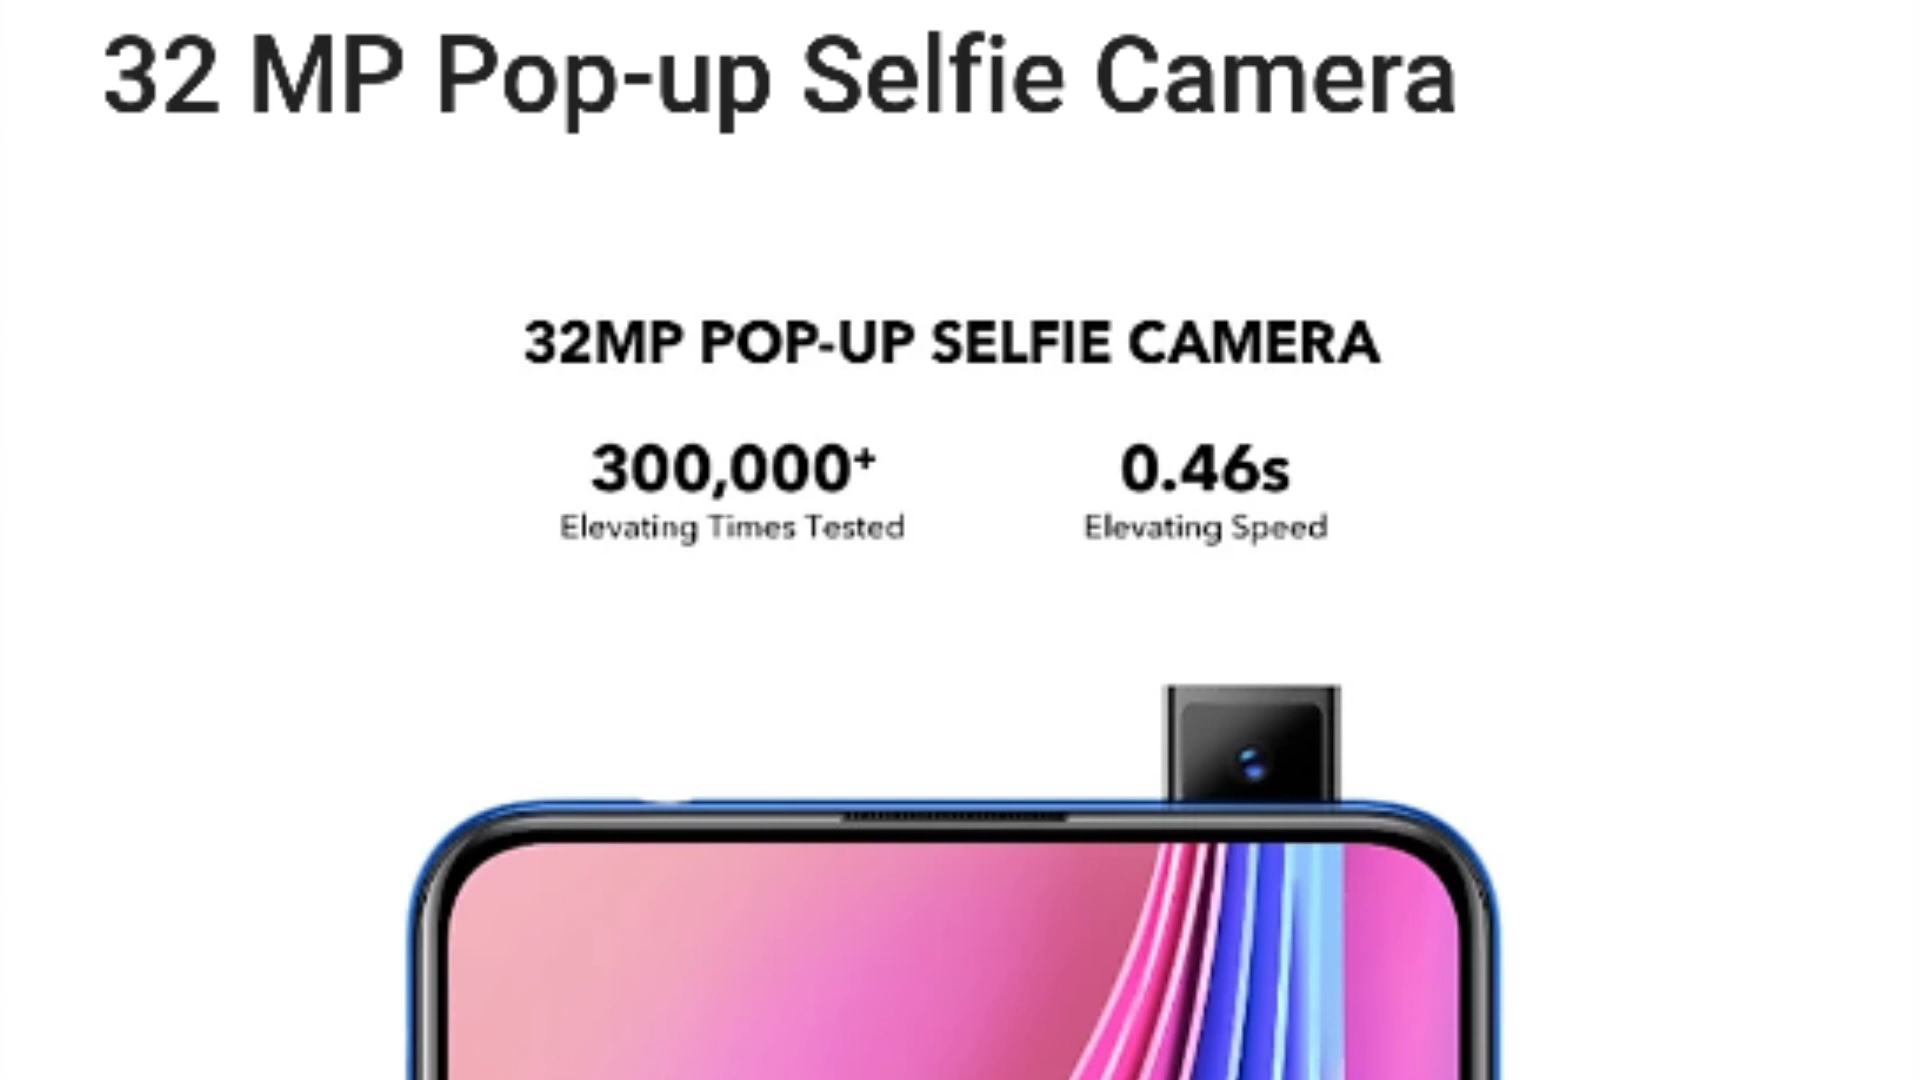 32 MP Pop-up Selfie Camera
32MP POP-UP SELFIE CAMERA
300,000+
Elevating Times Tested
0.46s
Elevating Speed